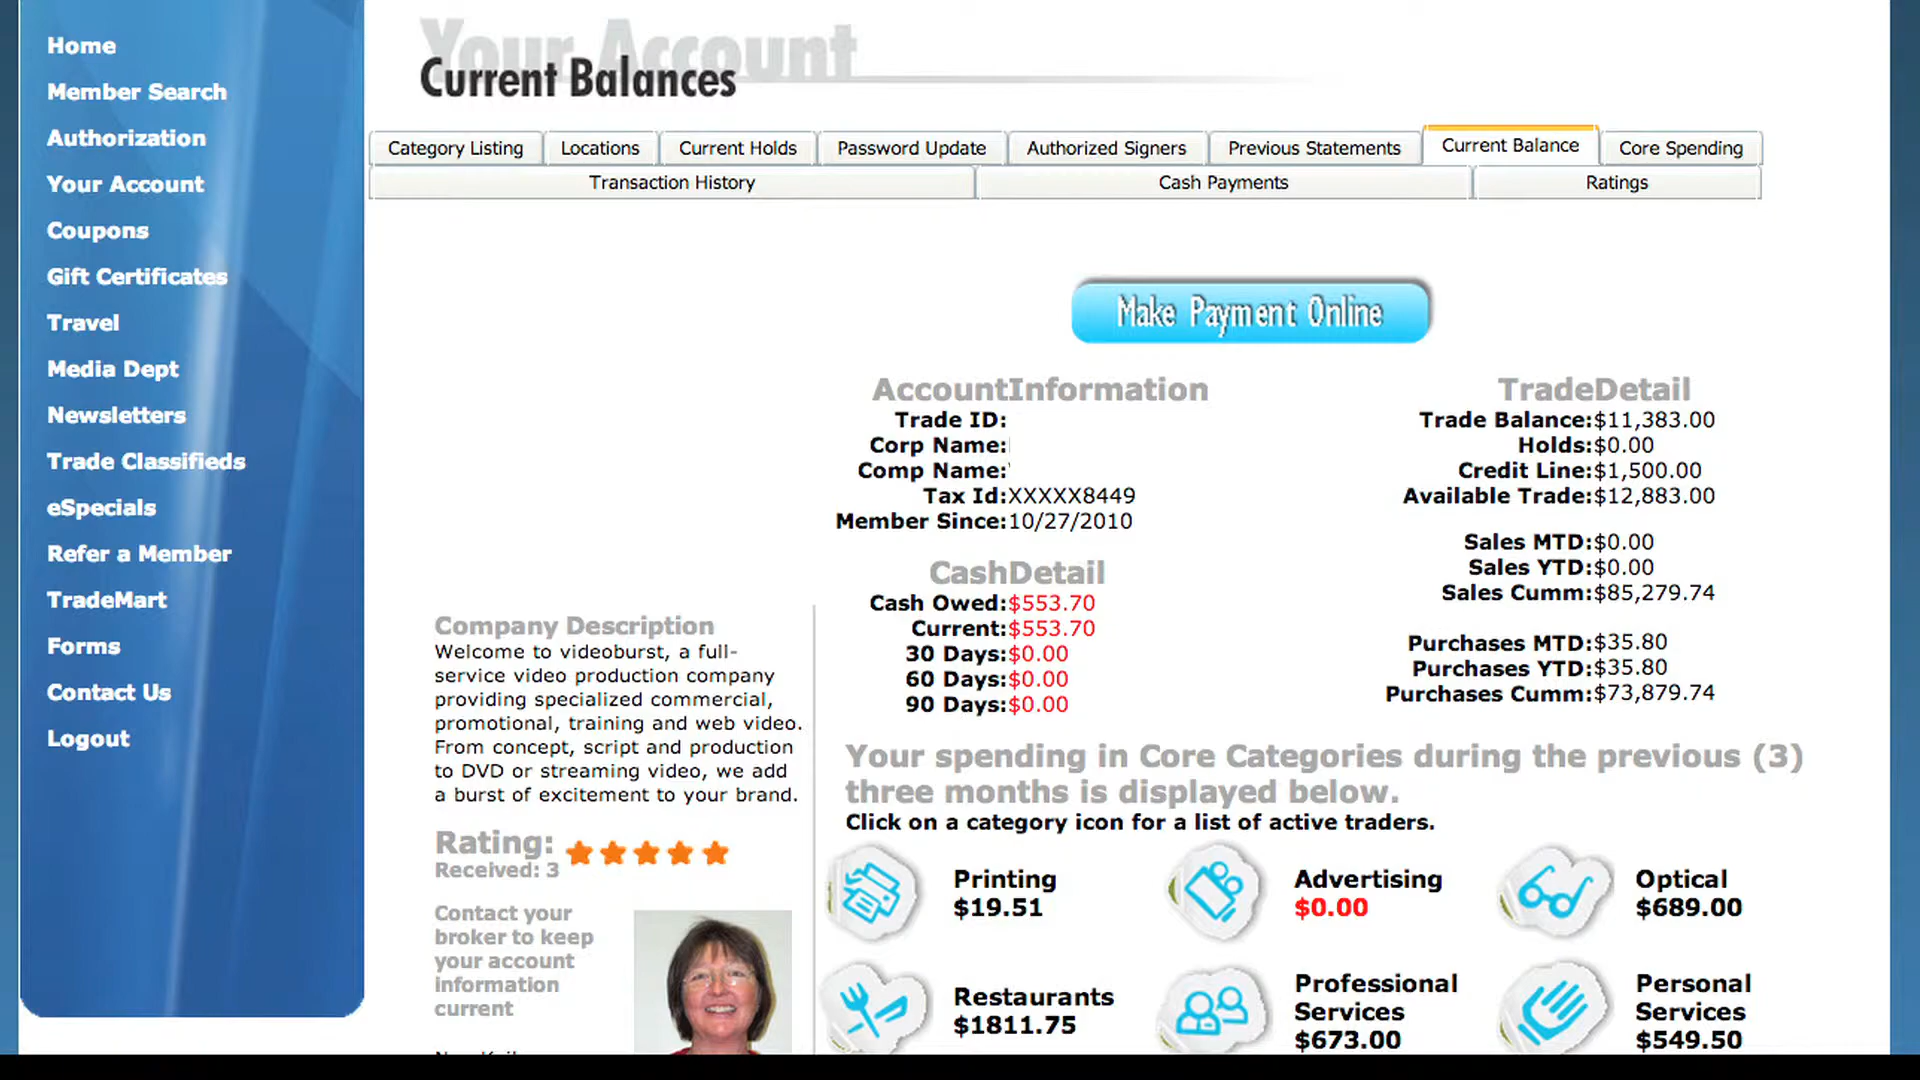 Home
Member Search
Authorization
Your Account
Coupons
Gift Certificates
Travel
Media Dept
Newsletters
Trade Classifieds
eSpecials
Refer a Member
TradeMart
Forms
Contact Us
Logout
Your Account
Current Balances
Category Listing Locations Current Holds Password Update Authorized Signers Previous Statements Current Balance Core Spending
Transaction History Cash Payments Ratings
Make Payment Online
AccountInformation
Trade ID:
Corp Name:
Comp Name:
Tax Id:XXXXX8449
Member Since:10/27/2010
CashDetail
Cash Owed:$553.70
Current:$553.70
30 Days:$0.00
60 Days:$0.00
90 Days:$0.00
TradeDetail
Trade Balance:$11,383.00
Holds:$0.00
Credit Line:$1,500.00
Available Trade:$12,883.00
Sales MTD:$0.00
Sales YTD:$0.00
Sales Cumm:$85,279.74
Purchases MTD:$35.80
Purchases YTD:$35.80
Purchases Cumm:$73,879.74
Company Description
Welcome to videoburst, a full-
service video production company
providing specialized commercial,
promotional, training and web video.
From concept, script and production
to DVD or streaming video, we add
a burst of excitement to your brand.
Rating:
Received: 3
Contact your
broker to keep
your account
information
current
Your spending in Core Categories during the previous (3)
three months is displayed below.
Click on a category icon for a list of active traders.
Printing
$19.51
Advertising
$0.00
Optical
$689.00
Restaurants
$1811.75
Professional
Services
$673.00
Personal
Services
$549.50